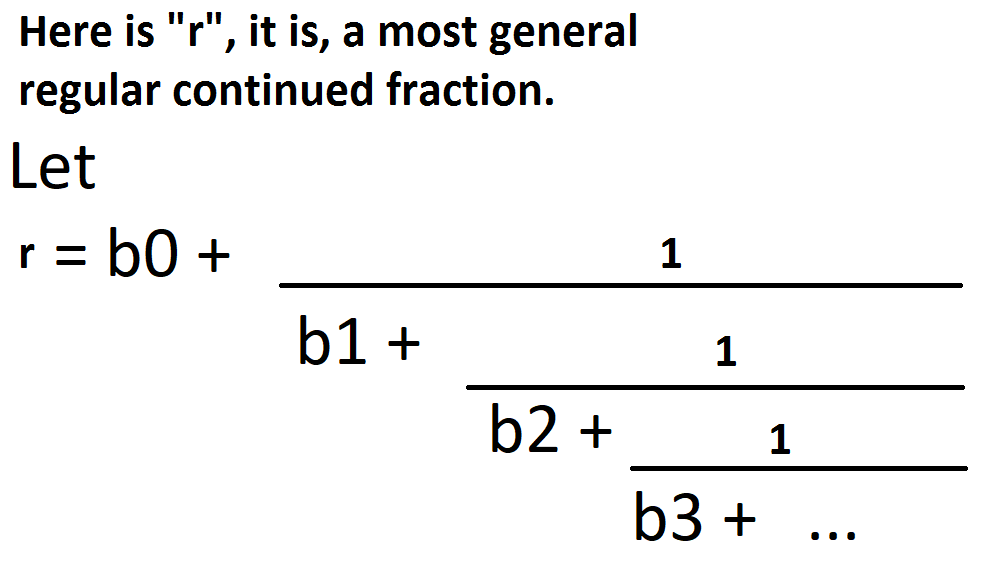 Here is "r", it is, a most general
regular continued fraction.
Let
r = b0 +
1
b1 +
1
b2 +
1
b3 + ...